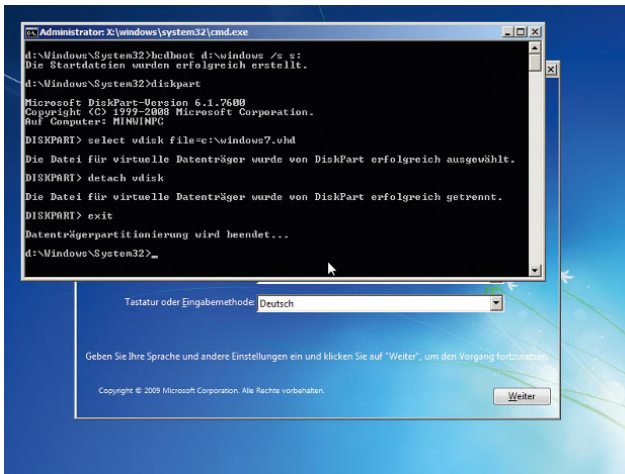 Administrator: X:\windows\system32\cmd.exe
d:\Windows\System32>bcdboot d:\windows /s s:
Die Startdateien wurden erfolgreich erstellt.
d:\Windows\System32>diskpart
Microsoft DiskPart-Version 6.1.7600
Copyright (C) 1999-2008 Microsoft Corporation.
Auf Computer: MINWINPC
DISKPART> select vdisk file=c:\windows7.vhd
Die Datei für virtuelle Datenträger wurde von DiskPart erfolgreich ausgewählt.
DISKPART> detach vdisk
Die Datei für virtuelle Datenträger wurde von DiskPart erfolgreich getrennt.
DISKPART> exit
Datenträgerpartitionierung wird beendet...
d:\Windows\System32>_
Tastatur oder Eingabemethode: Deutsch
Geben Sie Ihre Sprache und andere Einstellungen ein und klicken Sie auf "Weiter", um den Vorgang fortzusetzen.
Copyright © 2009 Microsoft Corporation. Alle Rechte vorbehalten.
Weiter